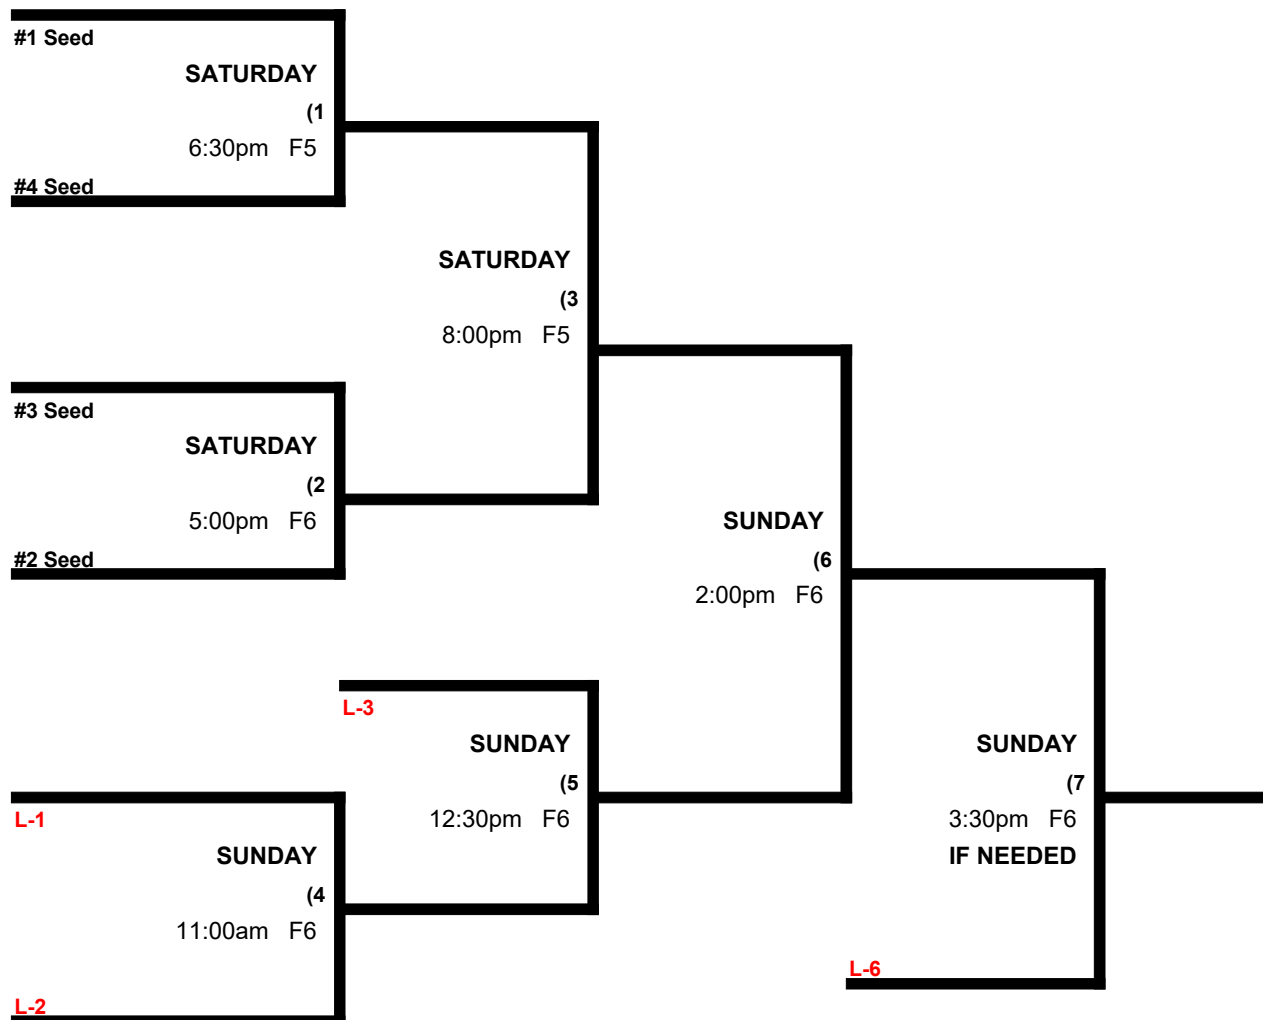 #1 Seed
SATURDAY
(1
6:30pm F5
#4 Seed
SATURDAY
(3
8:00pm F5
#3 Seed
SATURDAY
(2
5:00pm F6
#2 Seed
SUNDAY
(6
2:00pm F6
L-3
SUNDAY
(5
12:30pm F6
SUNDAY
(7
3:30pm F6
IF NEEDED
L-1
SUNDAY
(4
11:00am F6
L-6
L-2